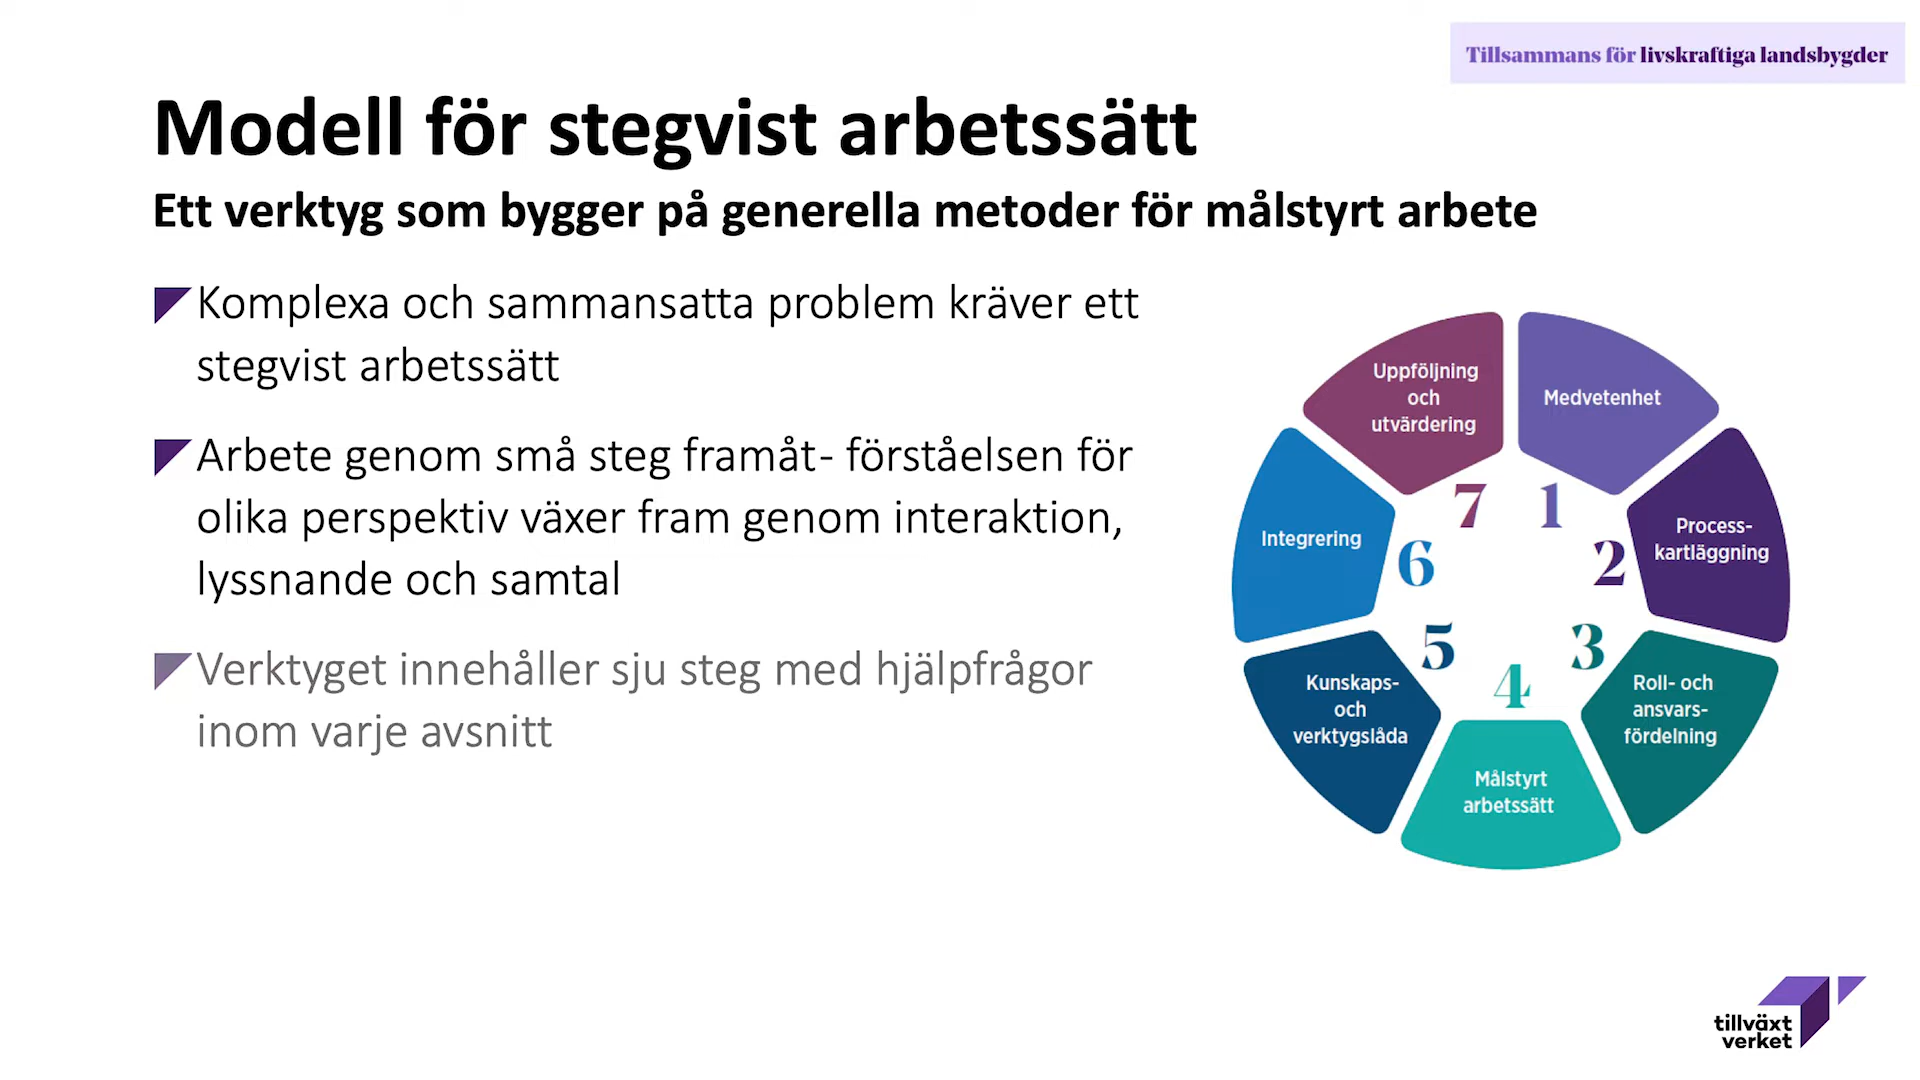 Tillsammans för livskraftiga landsbygder
Modell för stegvist arbetssätt
Ett verktyg som bygger på generella metoder för målstyrt arbete
Komplexa och sammansatta problem kräver ett
stegvist arbetssätt
Arbete genom små steg framåt- förståelsen för
olika perspektiv växer fram genom interaktion,
lyssnande och samtal
Verktyget innehåller sju steg med hjälpfrågor
inom varje avsnitt
Medvetenhet
1
Process-
kartläggning
2
Roll- och
ansvars-
fördelning
3
Målstyrt
arbetssätt
4
Kunskaps-
och
verktygslåda
5
Integrering
6
Uppföljning
och
utvärdering
7
tillväxt
verket